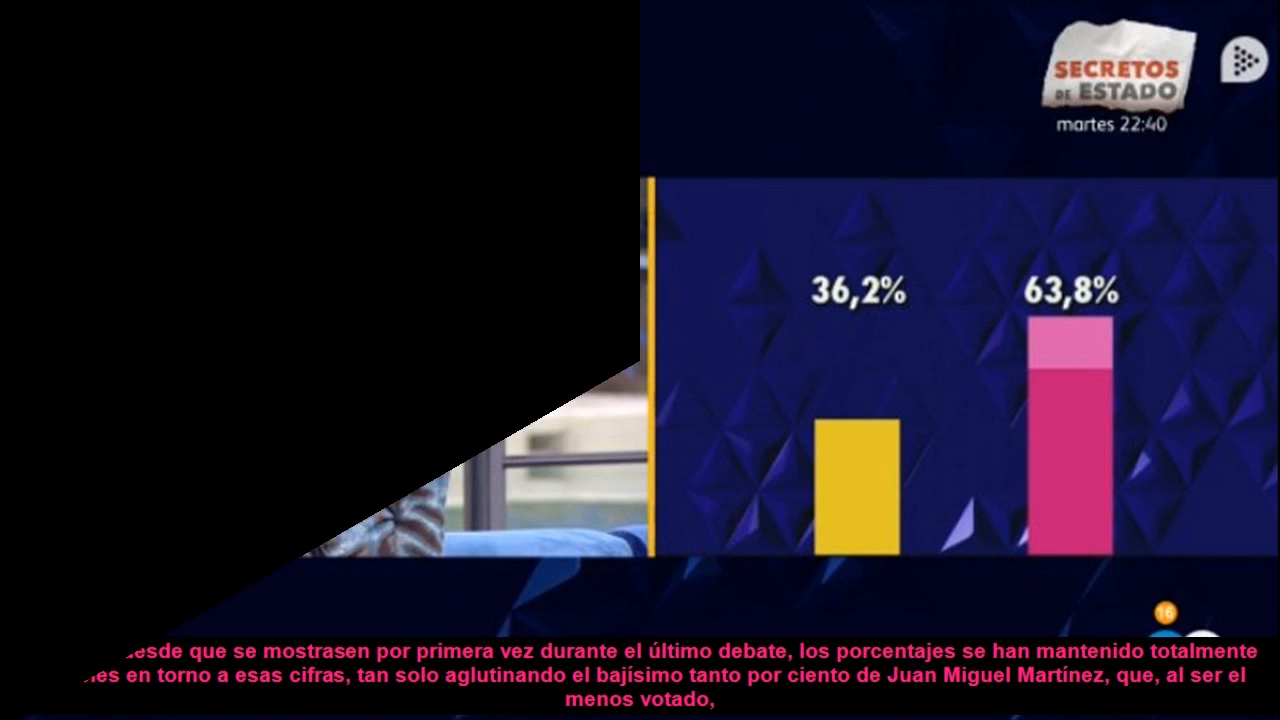 SECRETOS
DE ESTADO
martes 22:40
36,2% 63,8%
16
que se mostrasen por primera vez durante el último debate, los porcentajes se han mantenido totalmente
en torno a esas cifras, tan solo aglutinando el bajísimo tanto por ciento de Juan Miguel Martínez, que, al ser el
menos votado,